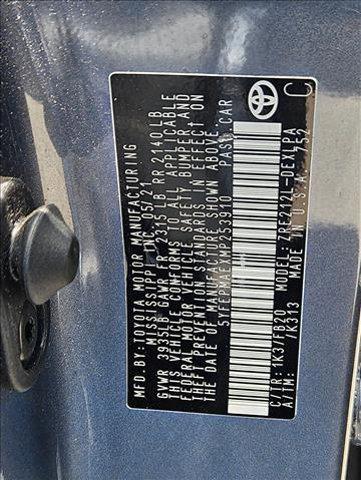 MFD. BY: TOYOTA MOTOR MANUFACTURING
MISSISSIPPI, INC. 05/21
GVWR 3935LB GAWR FR 2315 LB RR 2140 LB
THIS VEHICLE CONFORMS TO ALL APPLICABLE
FEDERAL MOTOR VEHICLE SAFETY, BUMPER, AND
THEFT PREVENTION STANDARDS IN EFFECT ON
THE DATE OF MANUFACTURE SHOWN ABOVE.
PASS. CAR
C/TR: 1K3/FB20
MODEL: ZRE212L-DEXLPA
A/TM: /K313
MADE IN U.S.A.
752
C